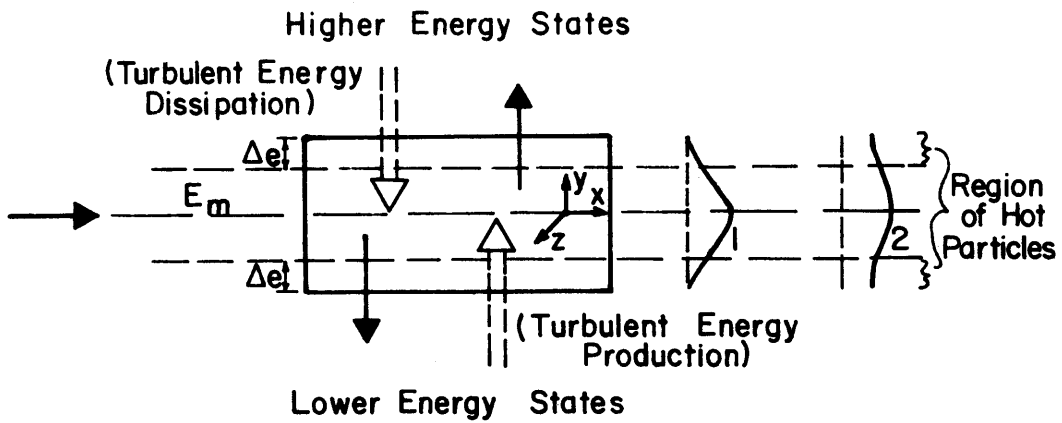 Higher Energy States
(Turbulent Energy
Dissipation)
Δe
Em
y
x
z
1
2
Region
of Hot
Particles
Δe
(Turbulent Energy
Production)
Lower Energy States